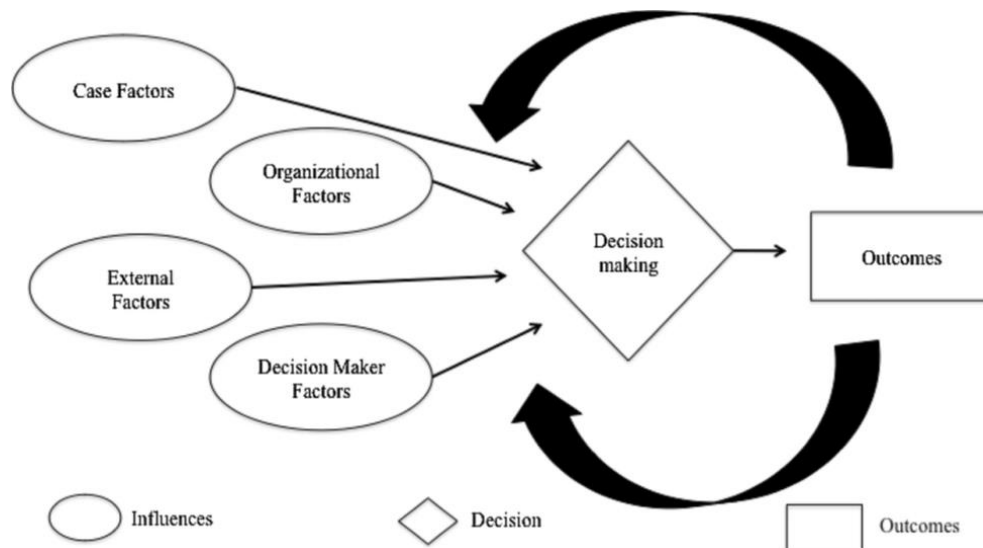 Case Factors
Organizational
Factors
External
Factors
Decision Maker
Factors
Decision
making
Outcomes
Influences
Decision
Outcomes